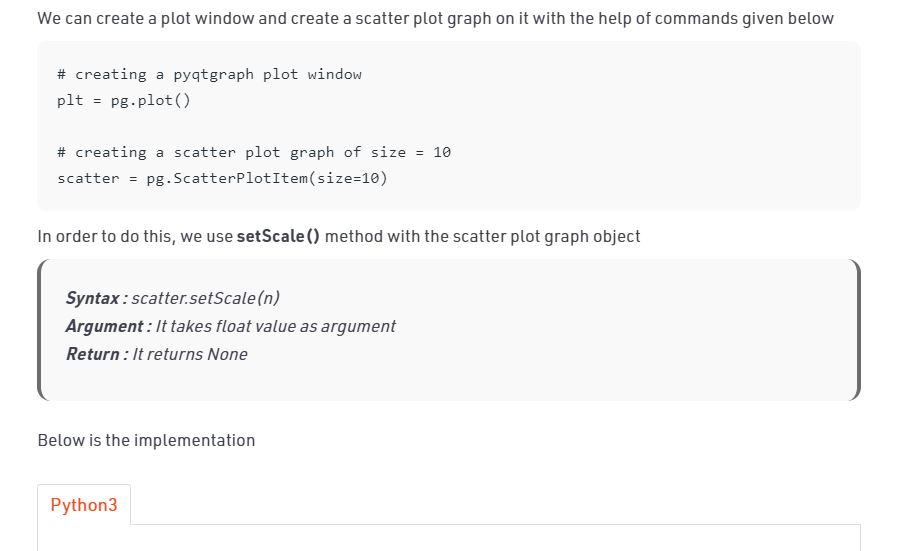 We can create a plot window and create a scatter plot graph on it with the help of commands given below
# creating a pyqtgraph plot window
plt = pg.plot()
# creating a scatter plot graph of size = 10
scatter = pg.ScatterPlotItem(size=10)
In order to do this, we use setScale() method with the scatter plot graph object
Syntax : scatter.setScale(n)
Argument : It takes float value as argument
Return : It returns None
Below is the implementation
Python3